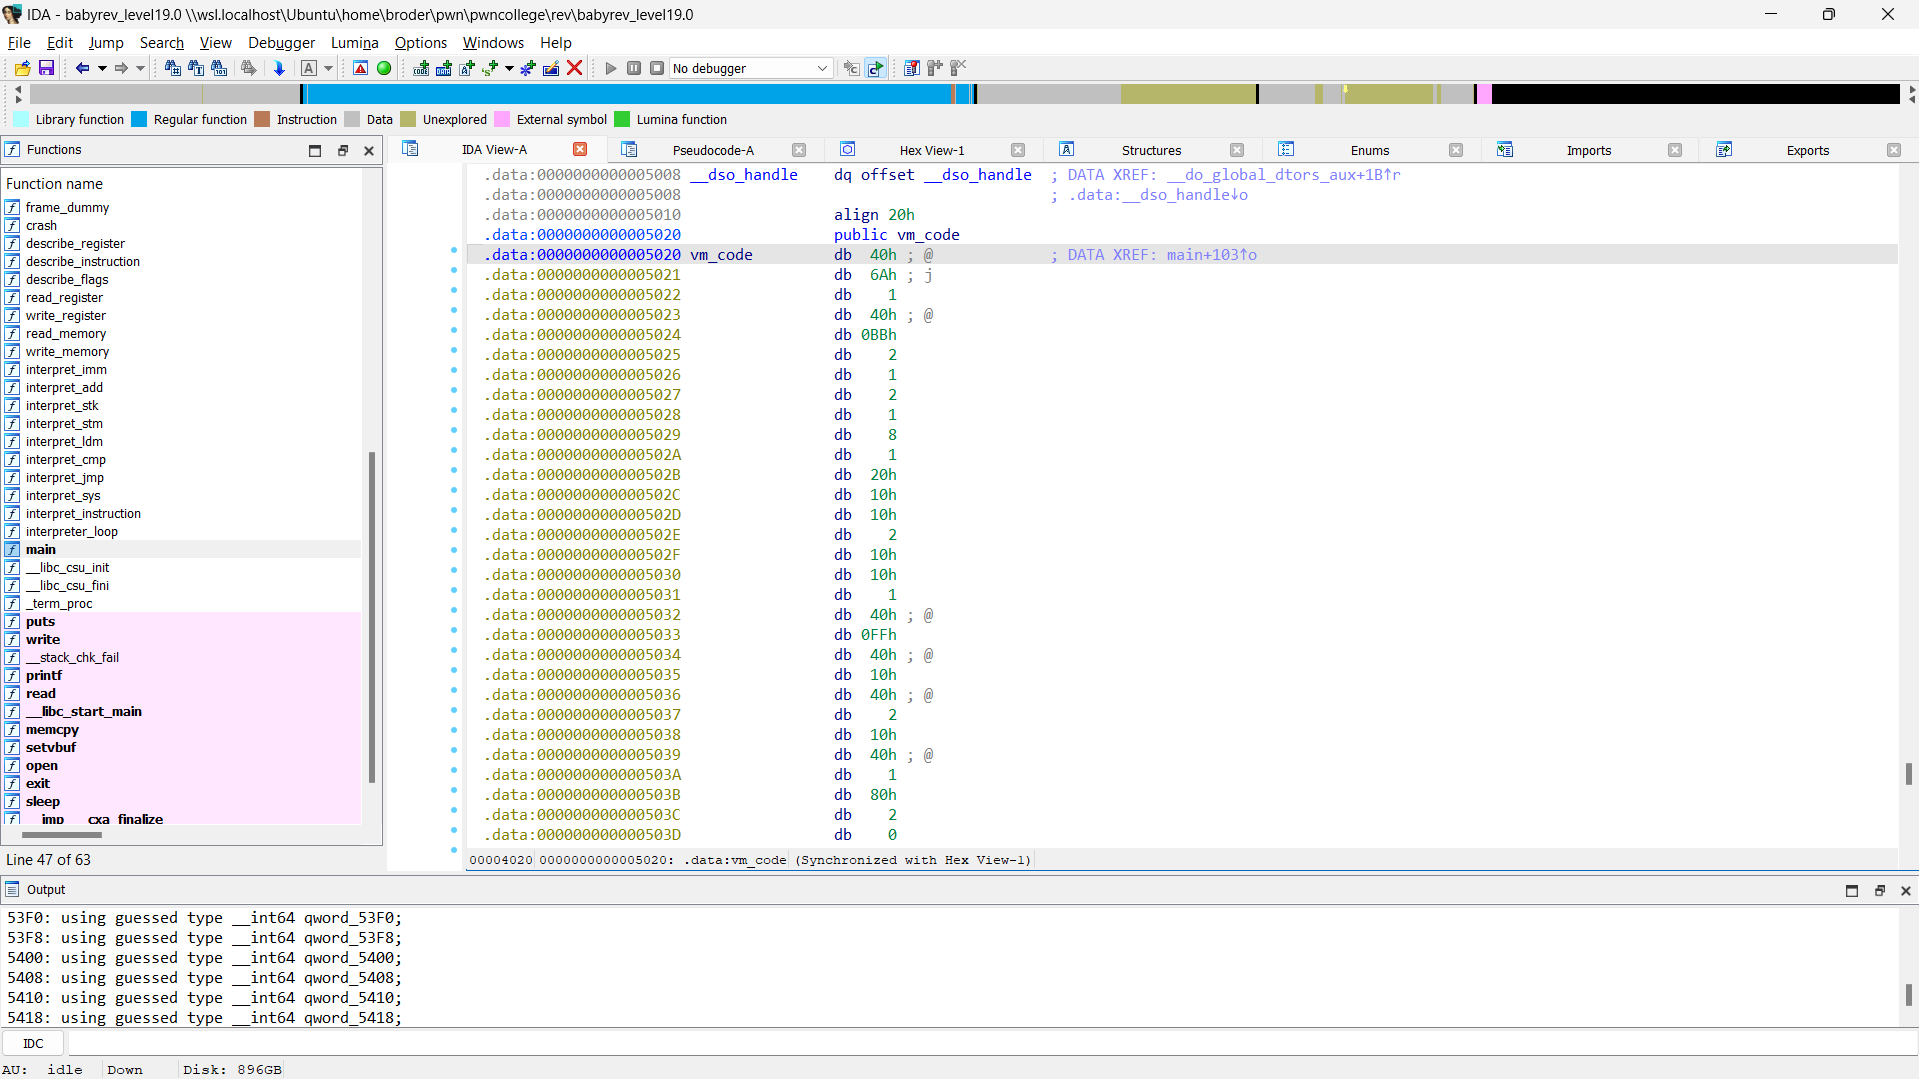 IDA - babyrev_level19.0 \\wsl.localhost\Ubuntu\home\broder\pwn\pwncollege\rev\babyrev_level19.0
File Edit Jump Search View Debugger Lumina Options Windows Help
No debugger
Library function Regular function Instruction Data Unexplored External symbol Lumina function
Functions
IDA View-A Pseudocode-A Hex View-1 Structures Enums Imports Exports
Function name
frame_dummy
crash
describe_register
describe_instruction
describe_flags
read_register
write_register
read_memory
write_memory
interpret_imm
interpret_add
interpret_stk
interpret_stm
interpret_ldm
interpret_cmp
interpret_jmp
interpret_sys
interpret_instruction
interpreter_loop
main
__libc_csu_init
__libc_csu_fini
_term_proc
puts
write
__stack_chk_fail
printf
read
__libc_start_main
memcpy
setvbuf
open
exit
sleep
__imp___cxa_finalize
Line 47 of 63
.data:0000000000005008 __dso_handle dq offset __dso_handle ; DATA XREF: __do_global_dtors_aux+1B↑r
.data:0000000000005008 ; .data:__dso_handle↓o
.data:0000000000005010 align 20h
.data:0000000000005020 public vm_code
.data:0000000000005020 vm_code db 40h ; @ ; DATA XREF: main+103↑o
.data:0000000000005021 db 6Ah ; j
.data:0000000000005022 db 1
.data:0000000000005023 db 40h ; @
.data:0000000000005024 db 0BBh
.data:0000000000005025 db 2
.data:0000000000005026 db 1
.data:0000000000005027 db 2
.data:0000000000005028 db 1
.data:0000000000005029 db 8
.data:000000000000502A db 1
.data:000000000000502B db 20h
.data:000000000000502C db 10h
.data:000000000000502D db 10h
.data:000000000000502E db 2
.data:000000000000502F db 10h
.data:0000000000005030 db 10h
.data:0000000000005031 db 1
.data:0000000000005032 db 40h ; @
.data:0000000000005033 db 0FFh
.data:0000000000005034 db 40h ; @
.data:0000000000005035 db 10h
.data:0000000000005036 db 40h ; @
.data:0000000000005037 db 2
.data:0000000000005038 db 10h
.data:0000000000005039 db 40h ; @
.data:000000000000503A db 1
.data:000000000000503B db 80h
.data:000000000000503C db 2
.data:000000000000503D db 0
00004020 0000000000005020: .data:vm_code (Synchronized with Hex View-1)
Output
53F0: using guessed type __int64 qword_53F0;
53F8: using guessed type __int64 qword_53F8;
5400: using guessed type __int64 qword_5400;
5408: using guessed type __int64 qword_5408;
5410: using guessed type __int64 qword_5410;
5418: using guessed type __int64 qword_5418;
IDC
AU: idle Down Disk: 896GB